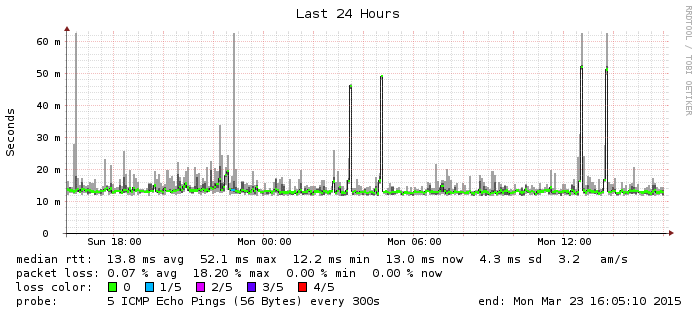 Last 24 Hours
RRDTOOL / TOBI OETIKER
Seconds
60 m
50 m
40 m
30 m
20 m
10 m
0
Sun 18:00 Mon 00:00 Mon 06:00 Mon 12:00
median rtt: 13.8 ms avg 52.1 ms max 12.2 ms min 13.0 ms now 4.3 ms sd 3.2 am/s
packet loss: 0.07 % avg 18.20 % max 0.00 % min 0.00 % now
loss color: 0 1/5 2/5 3/5 4/5
probe: 5 ICMP Echo Pings (56 Bytes) every 300s end: Mon Mar 23 16:05:10 2015